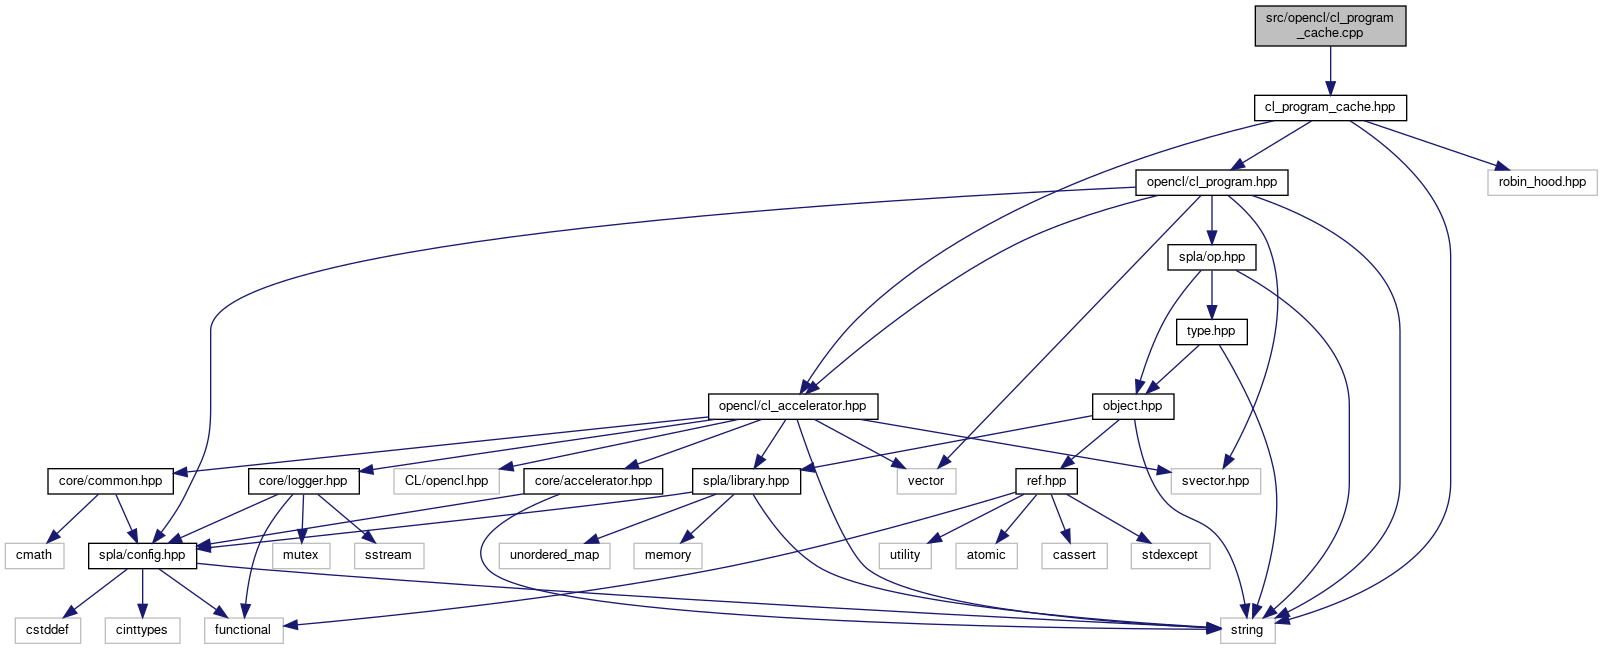 src/opencl/cl_program
_cache.cpp
cl_program_cache.hpp
opencl/cl_program.hpp
robin_hood.hpp
spla/op.hpp
type.hpp
opencl/cl_accelerator.hpp
object.hpp
core/common.hpp
core/logger.hpp
CL/opencl.hpp
core/accelerator.hpp
spla/library.hpp
vector
ref.hpp
svector.hpp
cmath
spla/config.hpp
mutex
sstream
unordered_map
memory
utility
atomic
cassert
stdexcept
cstddef
cinttypes
functional
string